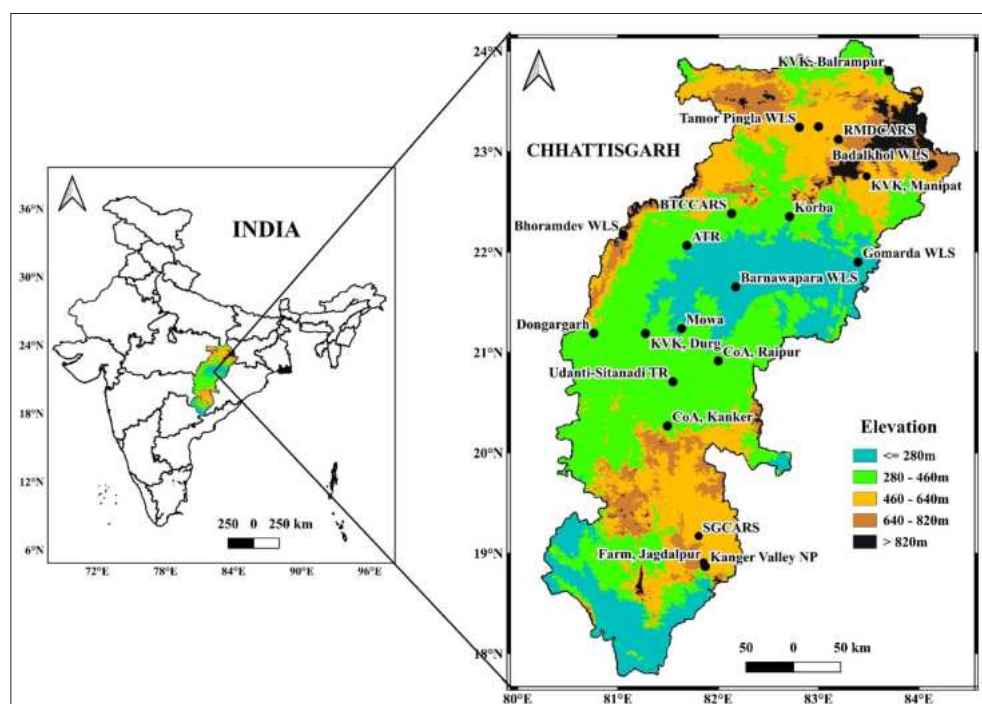 INDIA
36°N
30°N
24°N
18°N
12°N
6°N
72°E
78°E
84°E
90°E
96°E
250 0 250 km
CHHATTISGARH
24°N
23°N
22°N
21°N
20°N
19°N
18°N
80°E
81°E
82°E
83°E
84°E
KVK, Balrampur
Tamor Pingla WLS
RMDCARS
Badalkhol WLS
KVK, Manipat
BTCCARS
Korba
Bhoramdev WLS
ATR
Gomarda WLS
Barnawapara WLS
Mowa
Dongargarh
KVK, Durg
CoA, Raipur
Udanti-Sitanadi TR
CoA, Kanker
SGCARS
Farm, Jagdalpur
Kanger Valley NP
Elevation
<= 280m
280 - 460m
460 - 640m
640 - 820m
> 820m
50 0 50 km